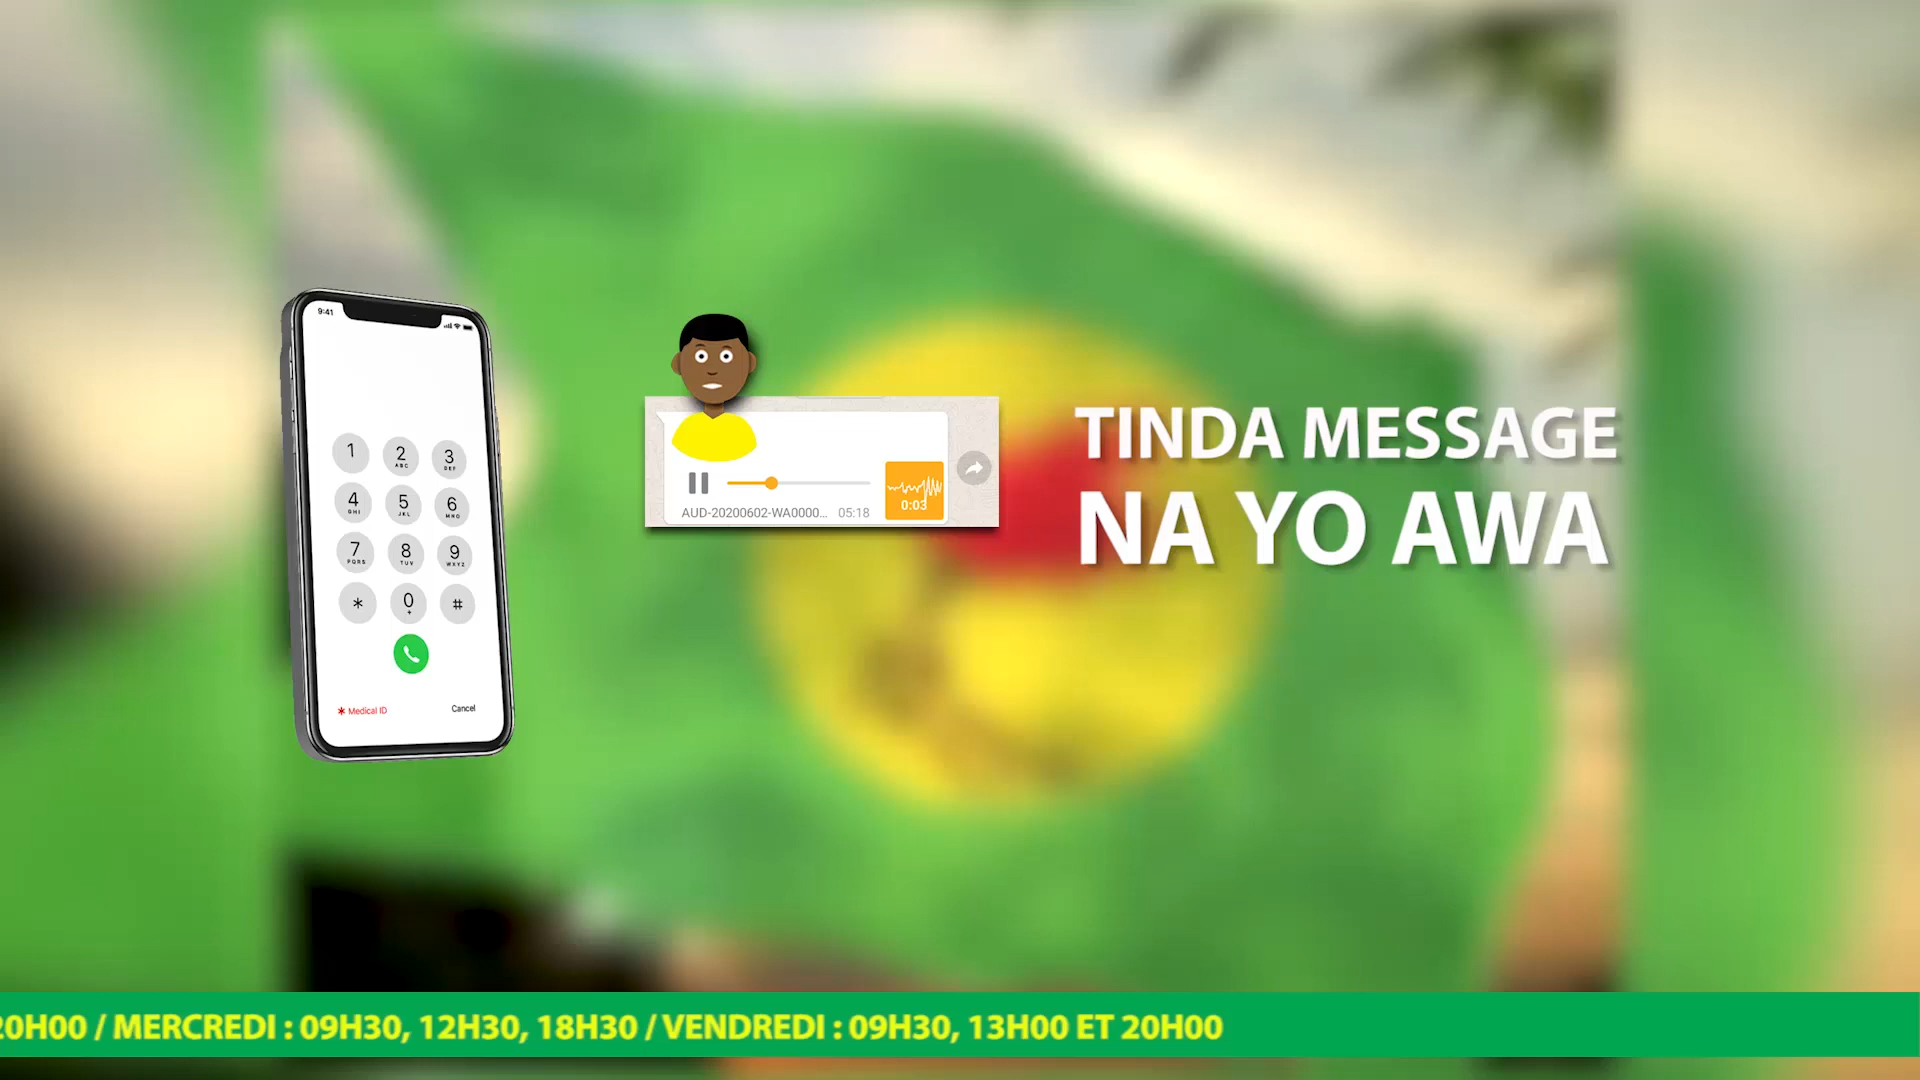 9:41
1
2
ABC
3
DEF
4
GHI
5
JKL
6
MNO
7
PQRS
8
TUV
9
WXYZ
*
0
+
#
* Medical ID
Cancel
AUD-20200602-WA0000... 05:18
0:03
TINDA MESSAGE
NA YO AWA
20H00 / MERCREDI : 09H30, 12H30, 18H30 / VENDREDI : 09H30, 13H00 ET 20H00